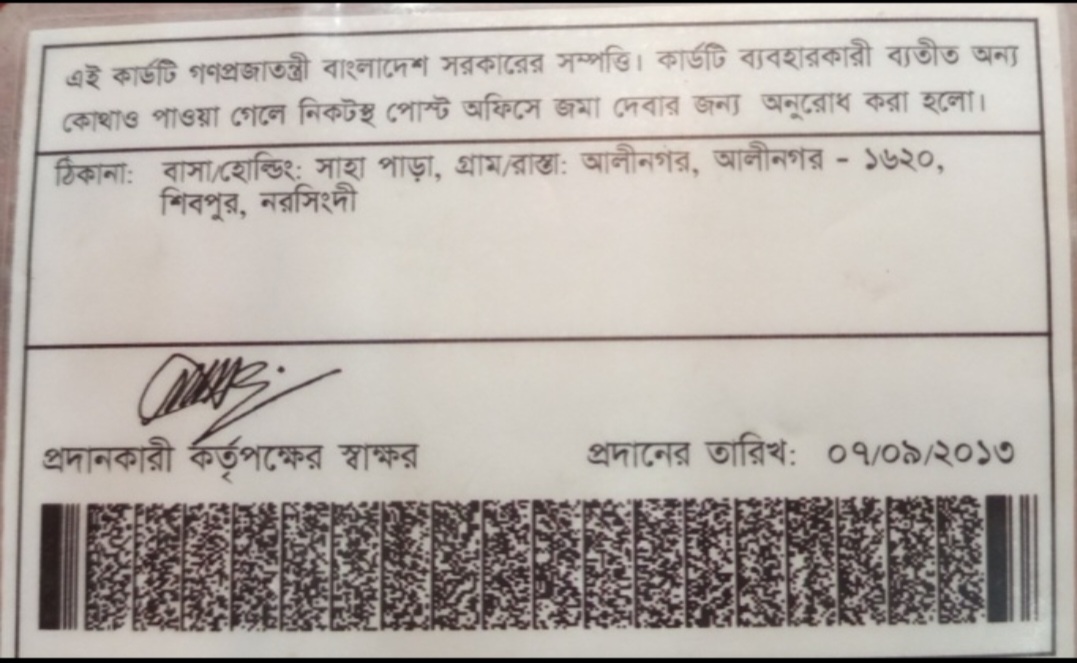 এই কার্ডটি গণপ্রজাতন্ত্রী বাংলাদেশ সরকারের সম্পত্তি। কার্ডটি ব্যবহারকারী ব্যতীত অন্য
কোথাও পাওয়া গেলে নিকটস্থ পোস্ট অফিসে জমা দেবার জন্য অনুরোধ করা হলো।
ঠিকানা: বাসা/হোল্ডিং: সাহা পাড়া, গ্রাম/রাস্তা: আলীনগর, আলীনগর - ১৬২০,
শিবপুর, নরসিংদী
প্রদানকারী কর্তৃপক্ষের স্বাক্ষর
প্রদানের তারিখ: ০৭/০৯/২০১৩